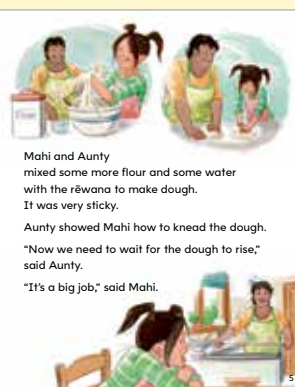 Mahi and Aunty
mixed some more flour and some water
with the rēwana to make dough.
It was very sticky.
Aunty showed Mahi how to knead the dough.
“Now we need to wait for the dough to rise,”
said Aunty.
“It’s a big job,” said Mahi.
5